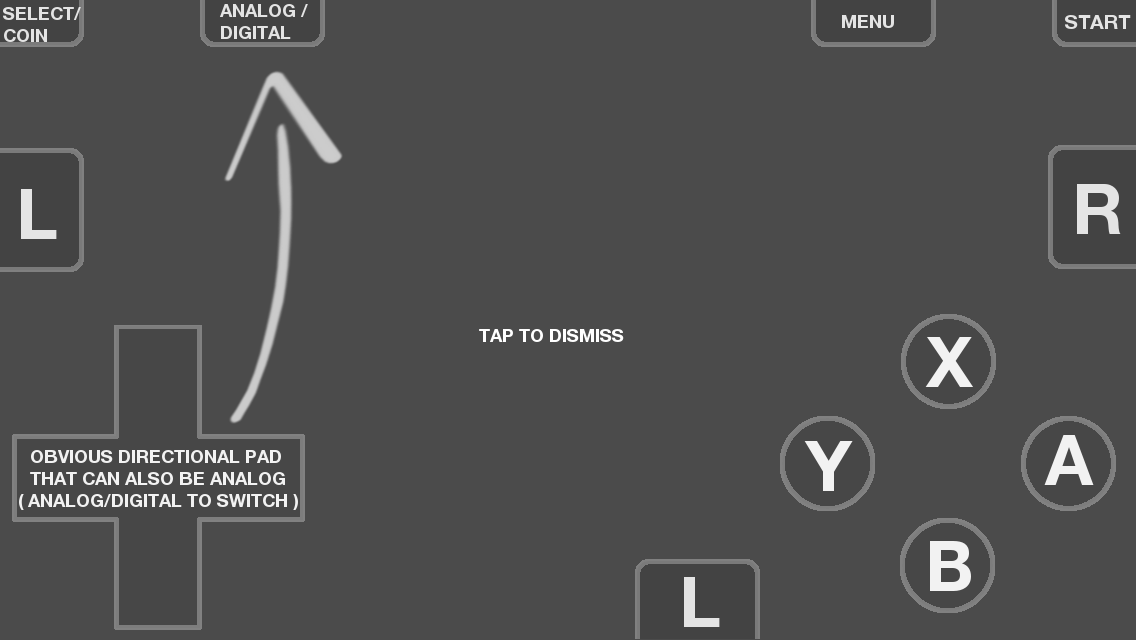 SELECT/
COIN
ANALOG /
DIGITAL
MENU
START
L
R
TAP TO DISMISS
X
OBVIOUS DIRECTIONAL PAD
THAT CAN ALSO BE ANALOG
( ANALOG/DIGITAL TO SWITCH )
Y
A
B
L